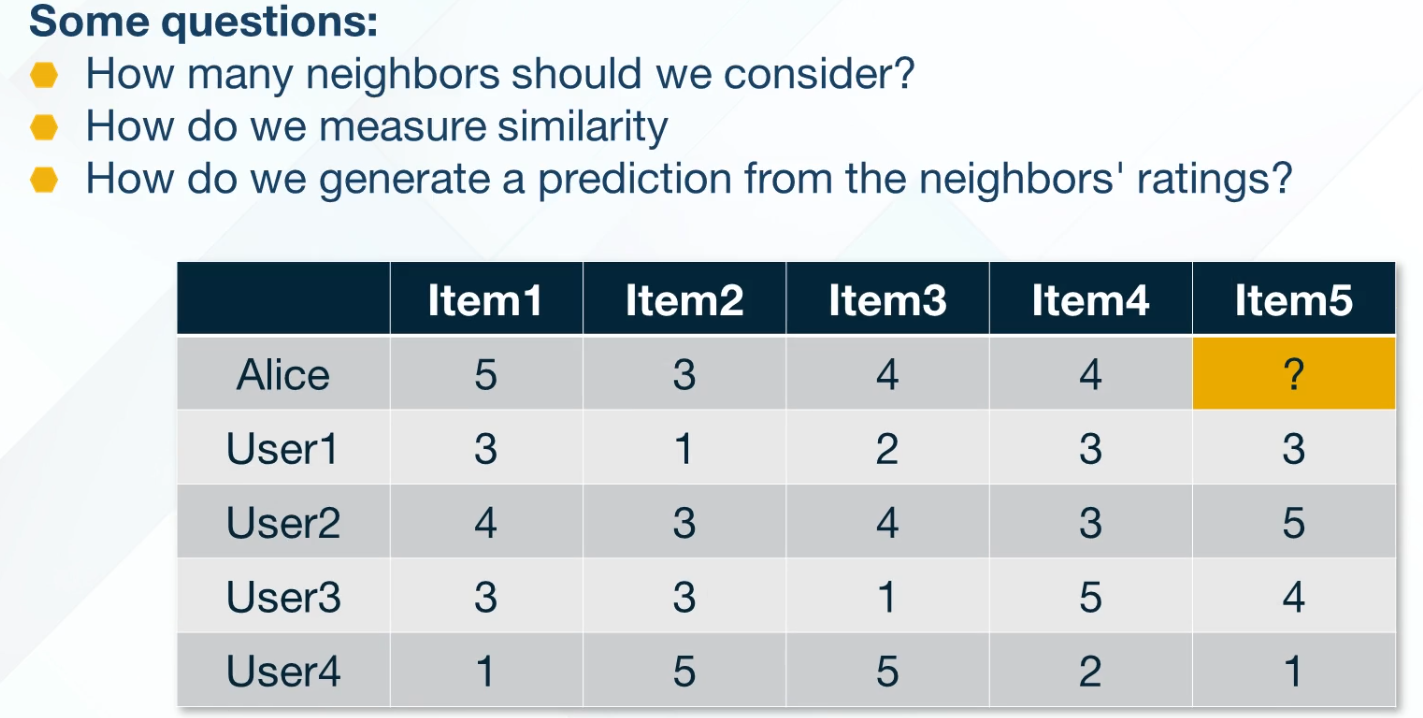 Some questions:
How many neighbors should we consider?
How do we measure similarity
How do we generate a prediction from the neighbors' ratings?
Item1 Item2 Item3 Item4 Item5
Alice 5 3 4 4 ?
User1 3 1 2 3 3
User2 4 3 4 3 5
User3 3 3 1 5 4
User4 1 5 5 2 1